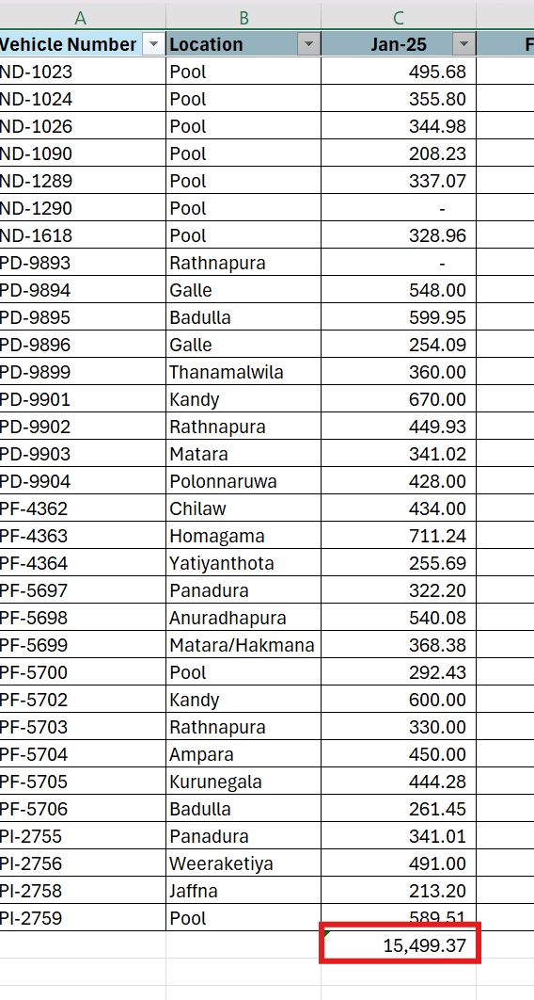 A B C
Vehicle Number Location Jan-25 F
ND-1023 Pool 495.68
ND-1024 Pool 355.80
ND-1026 Pool 344.98
ND-1090 Pool 208.23
ND-1289 Pool 337.07
ND-1290 Pool -
ND-1618 Pool 328.96
PD-9893 Rathnapura -
PD-9894 Galle 548.00
PD-9895 Badulla 599.95
PD-9896 Galle 254.09
PD-9899 Thanamalwila 360.00
PD-9901 Kandy 670.00
PD-9902 Rathnapura 449.93
PD-9903 Matara 341.02
PD-9904 Polonnaruwa 428.00
PF-4362 Chilaw 434.00
PF-4363 Homagama 711.24
PF-4364 Yatiyanthota 255.69
PF-5697 Panadura 322.20
PF-5698 Anuradhapura 540.08
PF-5699 Matara/Hakmana 368.38
PF-5700 Pool 292.43
PF-5702 Kandy 600.00
PF-5703 Rathnapura 330.00
PF-5704 Ampara 450.00
PF-5705 Kurunegala 444.28
PF-5706 Badulla 261.45
PI-2755 Panadura 341.01
PI-2756 Weeraketiya 491.00
PI-2758 Jaffna 213.20
PI-2759 Pool 589.51
15,499.37